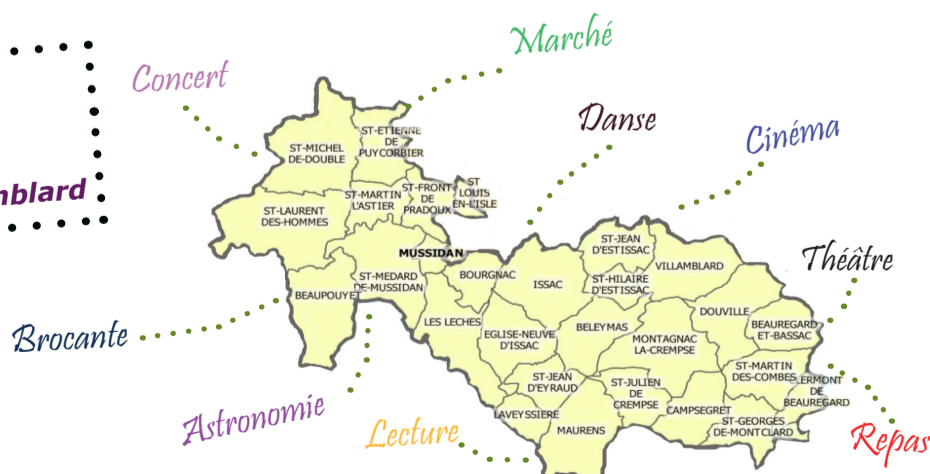 Marché
Concert
Danse
Cinéma
ST-ETIENNE
DE
PUYCORBIER
ST-MICHEL
DE-DOUBLE
ST-MARTIN
L'ASTIER
ST-FRONT
DE
PRADOUX
ST
LOUIS
EN-L'ISLE
ST-LAURENT
DES-HOMMES
MUSSIDAN
ST-JEAN
D'ESTISSAC
VILLAMBLARD
Théâtre
BOURGNAC
ISSAC
ST-HILAIRE
D'ESTISSAC
ST-MEDARD
DE-MUSSIDAN
BEAUPOUYET
DOUVILLE
LES LECHES
EGLISE-NEUVE
D'ISSAC
BELEYMAS
BEAUREGARD
ET-BASSAC
MONTAGNAC
LA-CREMPSE
Brocante
ST-MARTIN
DES-COMBES
ST-JEAN
D'EYRAUD
ST-JULIEN
DE
CREMPSE
CLERMONT
DE
BEAUREGARD
CAMPSEGRET
LAVEYSSIERE
MAURENS
ST-GEORGES
DE-MONTCLARD
Astronomie
Lecture
Repas